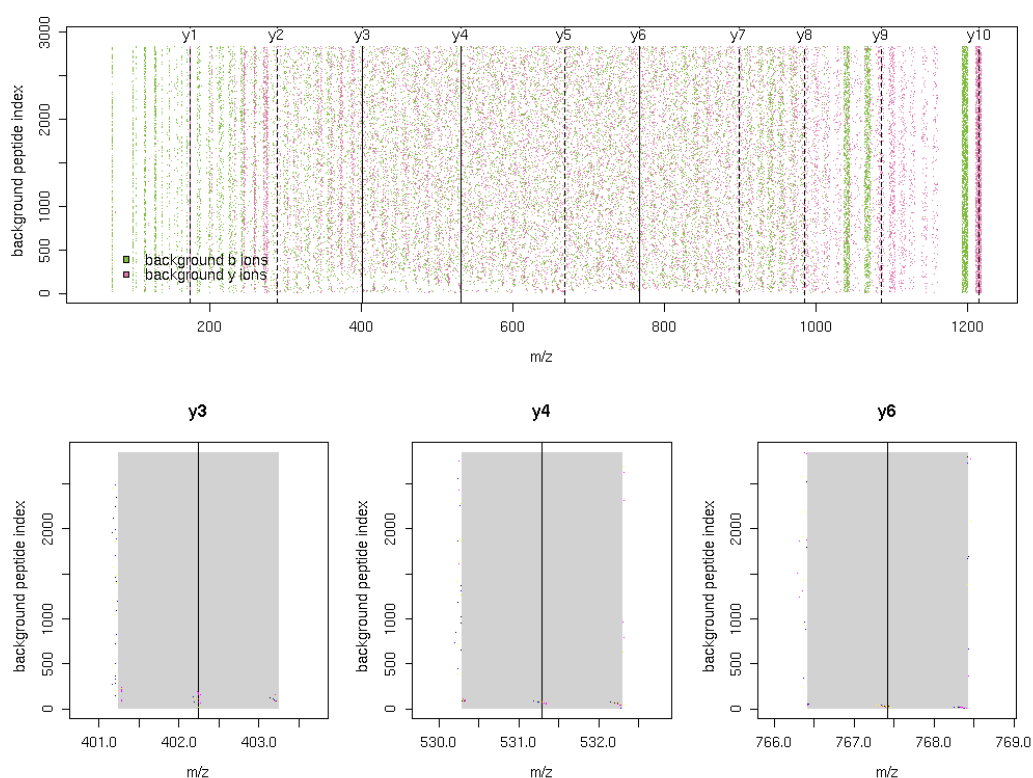 y1 y2 y3 y4 y5 y6 y7 y8 y9 y10
3000
2000
1000
500
0
background peptide index
background b ions
background y ions
200 400 600 800 1000 1200
m/z
y3
2000
1000
500
0
background peptide index
401.0 402.0 403.0
m/z
y4
2000
1000
500
0
background peptide index
530.0 531.0 532.0
m/z
y6
2000
1000
500
0
background peptide index
766.0 767.0 768.0 769.0
m/z